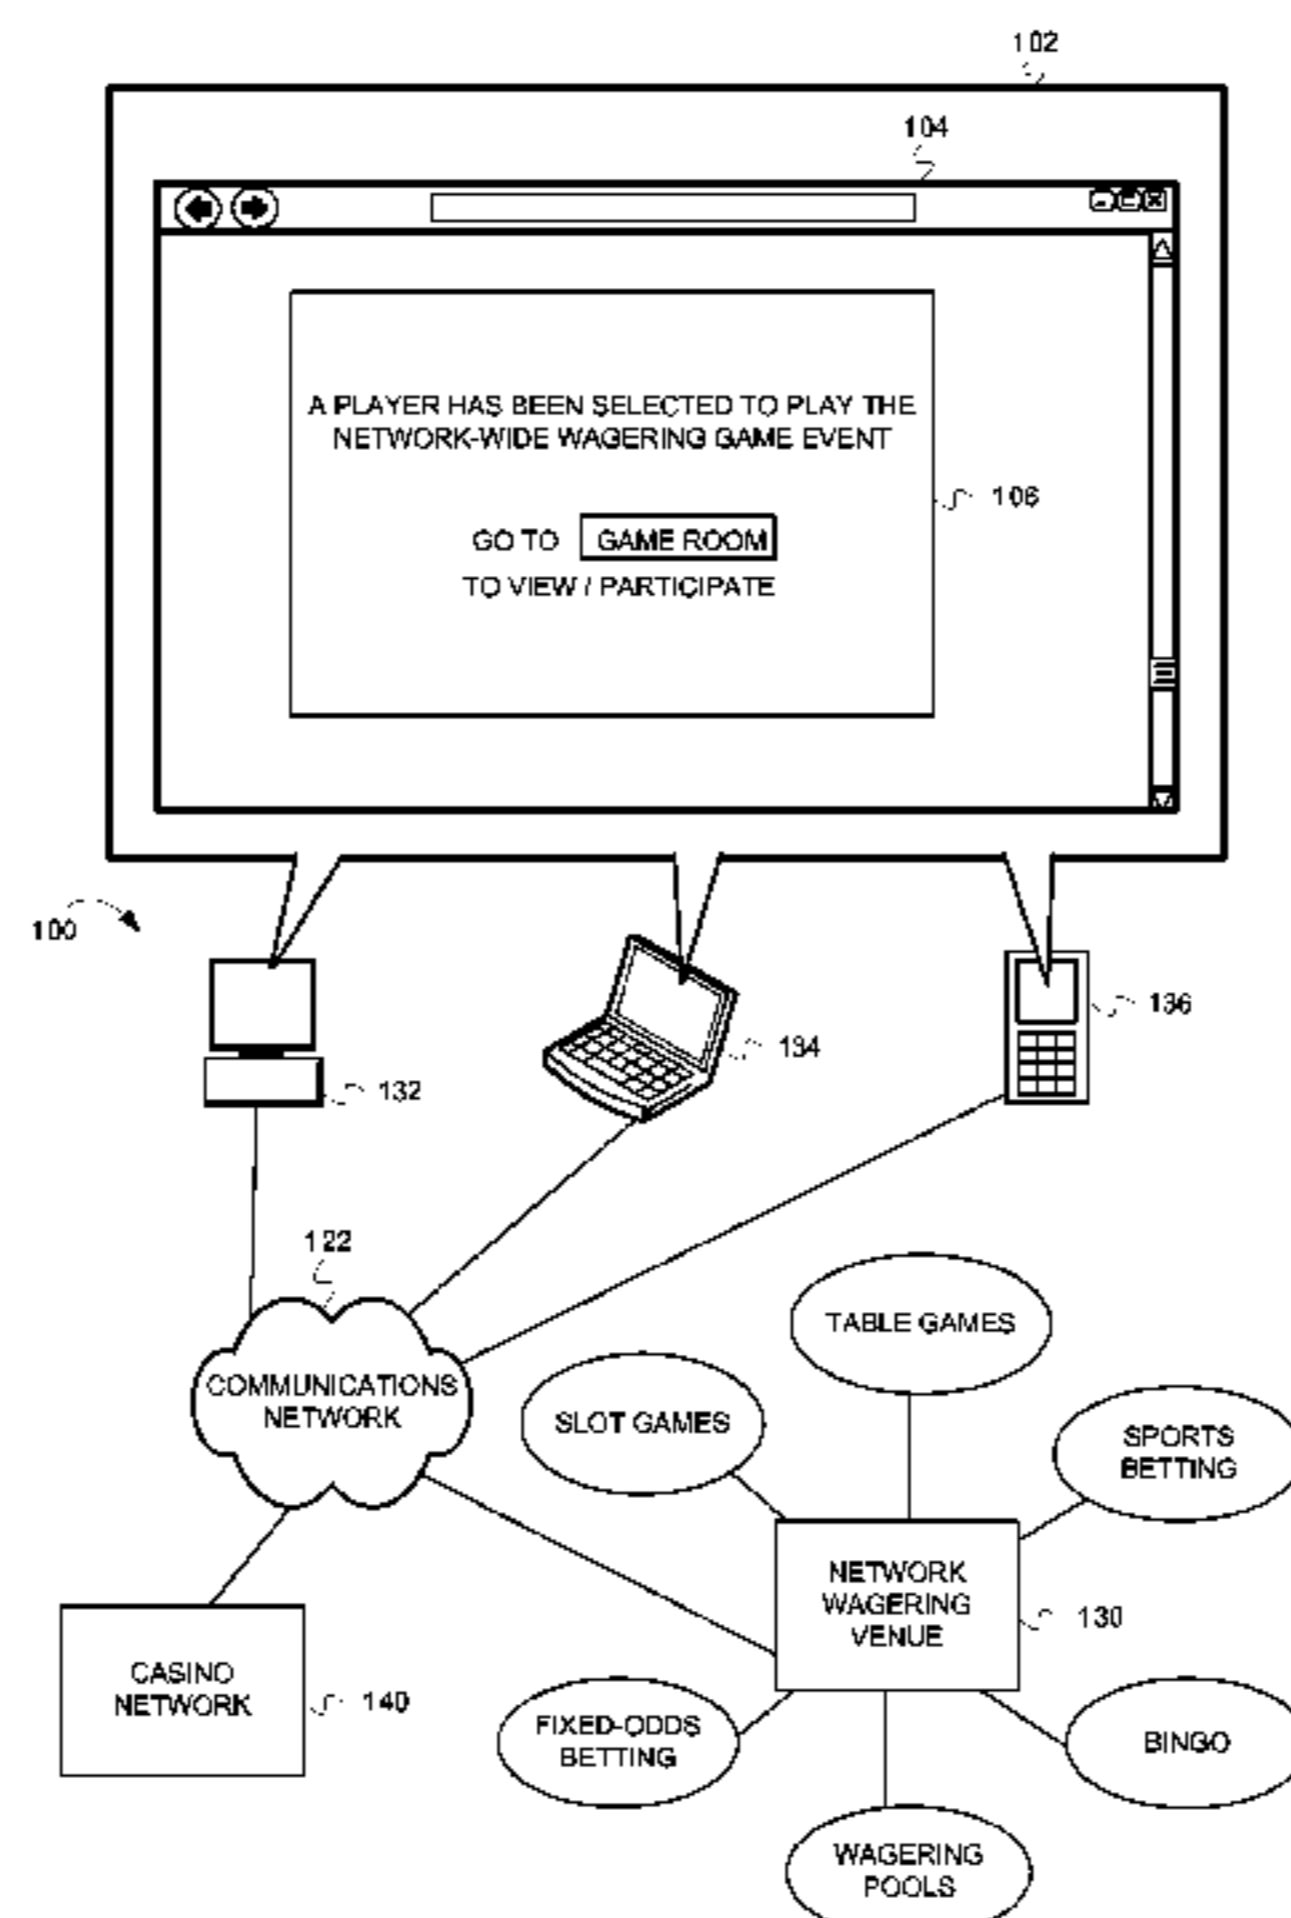 102
104
A PLAYER HAS BEEN SELECTED TO PLAY THE
NETWORK-WIDE WAGERING GAME EVENT
106
GO TO GAME ROOM
TO VIEW / PARTICIPATE
100
136
134
132
122
TABLE GAMES
COMMUNICATIONS
NETWORK
SLOT GAMES
SPORTS
BETTING
NETWORK
WAGERING
VENUE
130
CASINO
NETWORK
140
FIXED-ODDS
BETTING
BINGO
WAGERING
POOLS